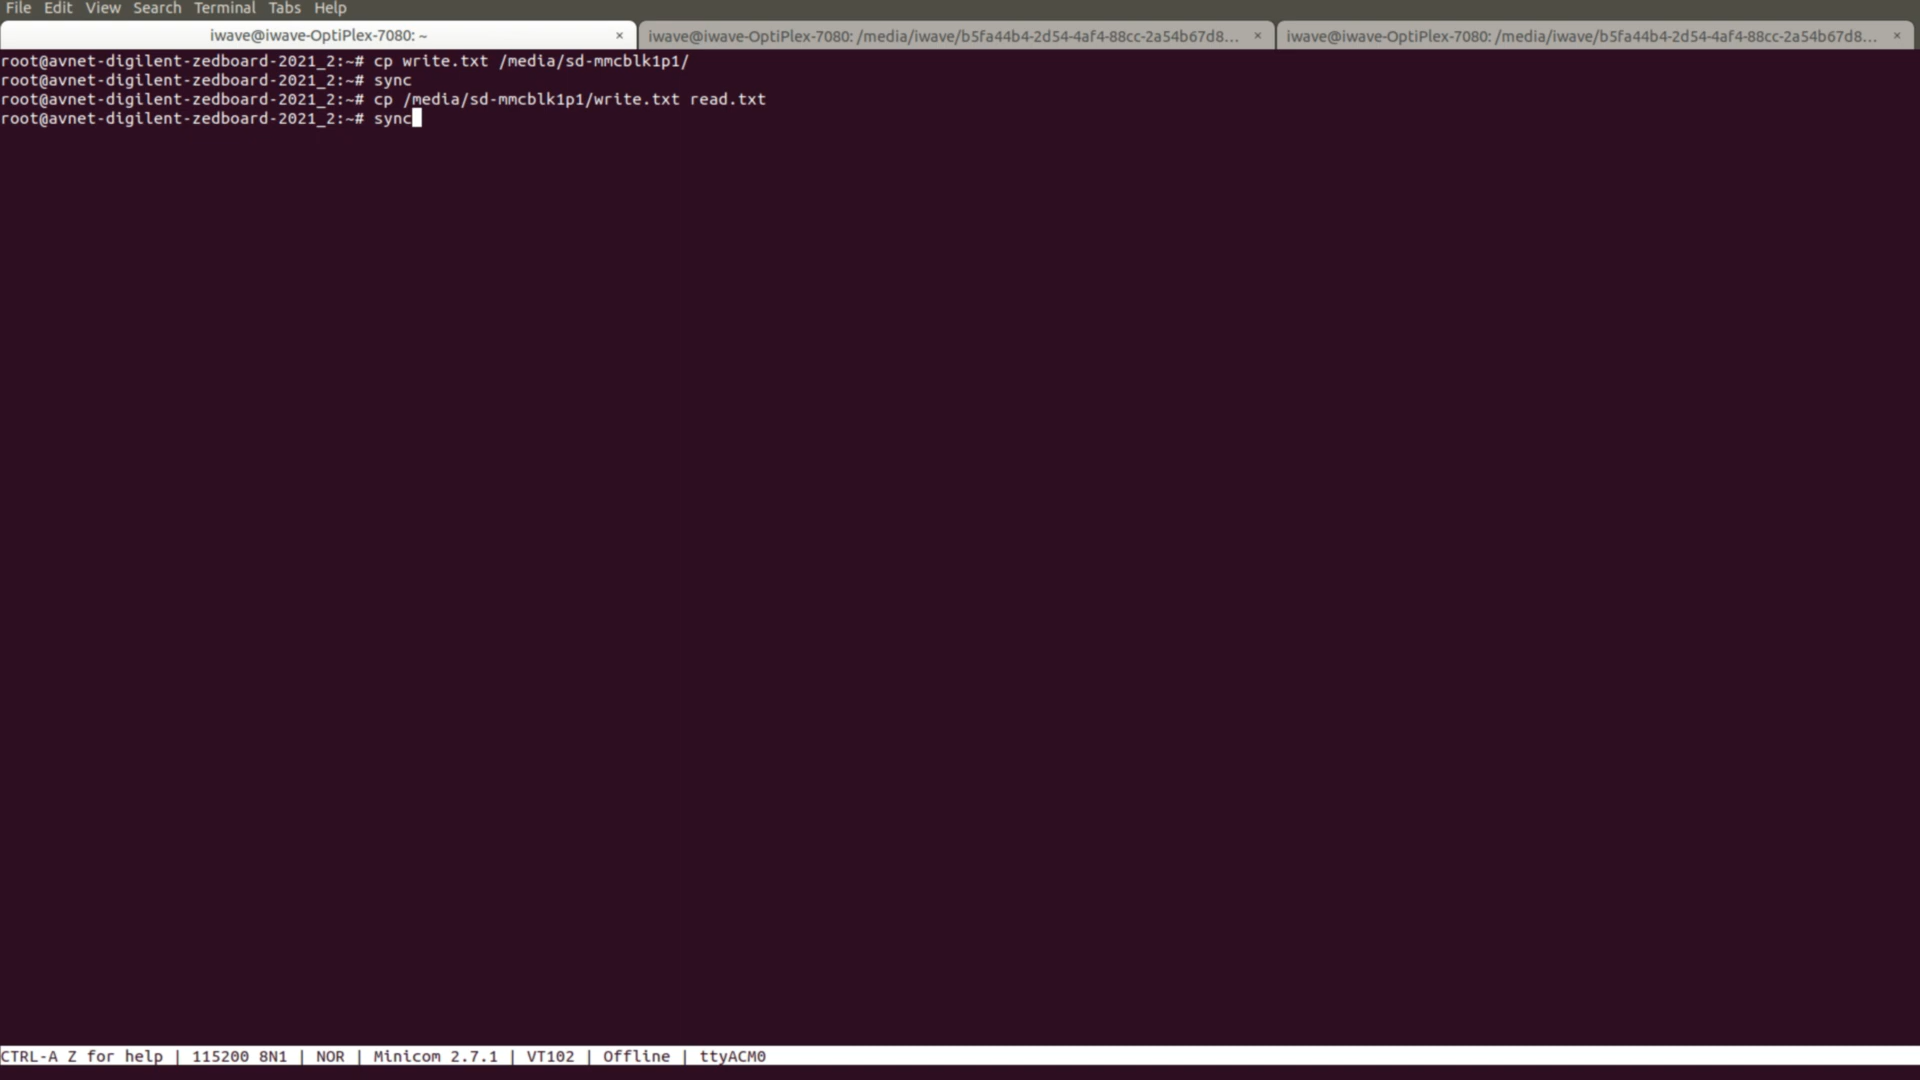 File Edit View Search Terminal Tabs Help
iwave@iwave-OptiPlex-7080: ~ × iwave@iwave-OptiPlex-7080: /media/iwave/b5fa44b4-2d54-4af4-88cc-2a54b67d8... × iwave@iwave-OptiPlex-7080: /media/iwave/b5fa44b4-2d54-4af4-88cc-2a54b67d8... ×
root@avnet-digilent-zedboard-2021_2:~# cp write.txt /media/sd-mmcblk1p1/
root@avnet-digilent-zedboard-2021_2:~# sync
root@avnet-digilent-zedboard-2021_2:~# cp /media/sd-mmcblk1p1/write.txt read.txt
root@avnet-digilent-zedboard-2021_2:~# sync
CTRL-A Z for help | 115200 8N1 | NOR | Minicom 2.7.1 | VT102 | Offline | ttyACM0